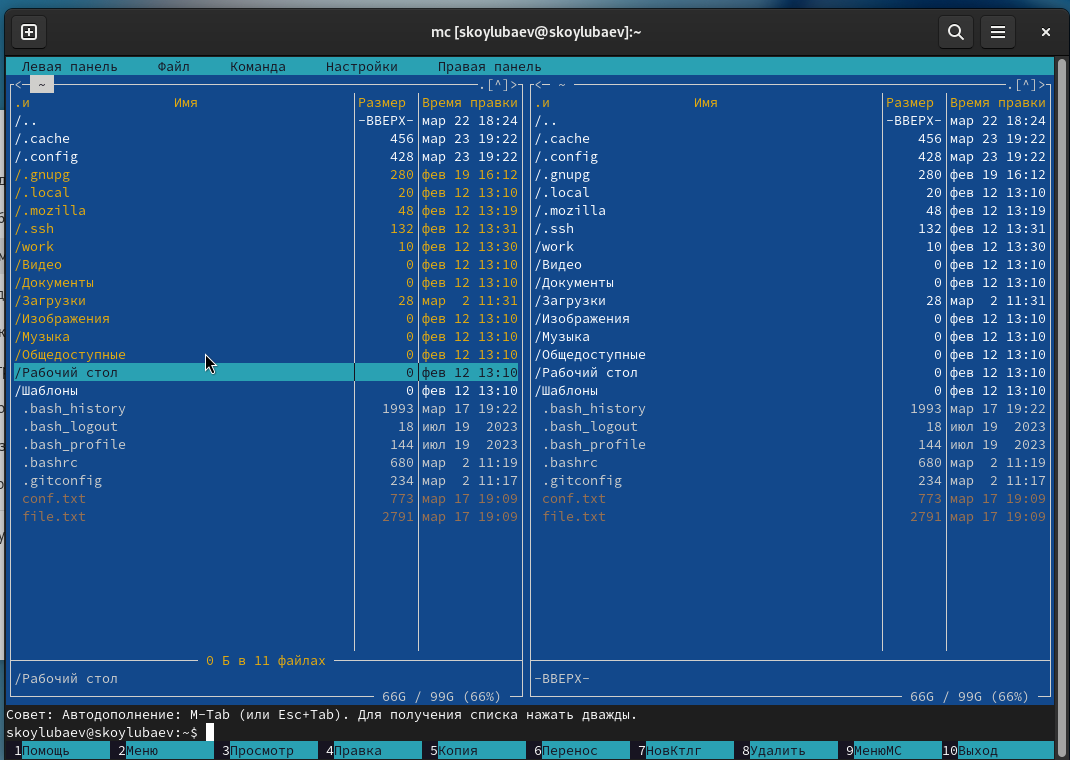 mc [skoylubaev@skoylubaev]:~
Левая панель Файл Команда Настройки Правая панель
<─ ~ .[^]> <─ ~ .[^]>
.и Имя Размер Время правки .и Имя Размер Время правки
/.. -ВВЕРХ- мар 22 18:24 /.. -ВВЕРХ- мар 22 18:24
/.cache 456 мар 23 19:22 /.cache 456 мар 23 19:22
/.config 428 мар 23 19:22 /.config 428 мар 23 19:22
/.gnupg 280 фев 19 16:12 /.gnupg 280 фев 19 16:12
/.local 20 фев 12 13:10 /.local 20 фев 12 13:10
/.mozilla 48 фев 12 13:19 /.mozilla 48 фев 12 13:19
/.ssh 132 фев 12 13:31 /.ssh 132 фев 12 13:31
/work 10 фев 12 13:30 /work 10 фев 12 13:30
/Видео 0 фев 12 13:10 /Видео 0 фев 12 13:10
/Документы 0 фев 12 13:10 /Документы 0 фев 12 13:10
/Загрузки 28 мар 2 11:31 /Загрузки 28 мар 2 11:31
/Изображения 0 фев 12 13:10 /Изображения 0 фев 12 13:10
/Музыка 0 фев 12 13:10 /Музыка 0 фев 12 13:10
/Общедоступные 0 фев 12 13:10 /Общедоступные 0 фев 12 13:10
/Рабочий стол 0 фев 12 13:10 /Рабочий стол 0 фев 12 13:10
/Шаблоны 0 фев 12 13:10 /Шаблоны 0 фев 12 13:10
.bash_history 1993 мар 17 19:22 .bash_history 1993 мар 17 19:22
.bash_logout 18 июл 19 2023 .bash_logout 18 июл 19 2023
.bash_profile 144 июл 19 2023 .bash_profile 144 июл 19 2023
.bashrc 680 мар 2 11:19 .bashrc 680 мар 2 11:19
.gitconfig 234 мар 2 11:17 .gitconfig 234 мар 2 11:17
conf.txt 773 мар 17 19:09 conf.txt 773 мар 17 19:09
file.txt 2791 мар 17 19:09 file.txt 2791 мар 17 19:09
0 Б в 11 файлах
/Рабочий стол -ВВЕРХ-
66G / 99G (66%) 66G / 99G (66%)
Совет: Автодополнение: M-Tab (или Esc+Tab). Для получения списка нажать дважды.
skoylubaev@skoylubaev:~$
1Помощь 2Меню 3Просмотр 4Правка 5Копия 6Перенос 7НовКтлг 8Удалить 9МенюMC 10Выход